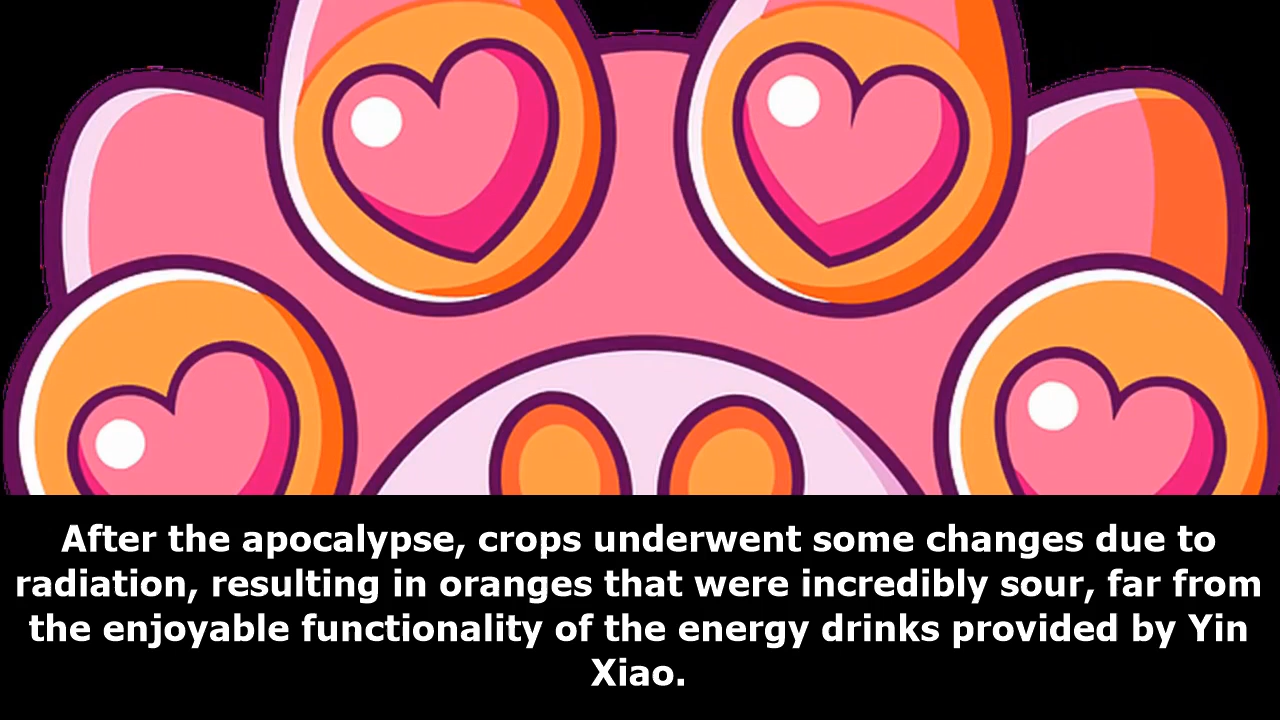 After the apocalypse, crops underwent some changes due to
radiation, resulting in oranges that were incredibly sour, far from
the enjoyable functionality of the energy drinks provided by Yin
Xiao.